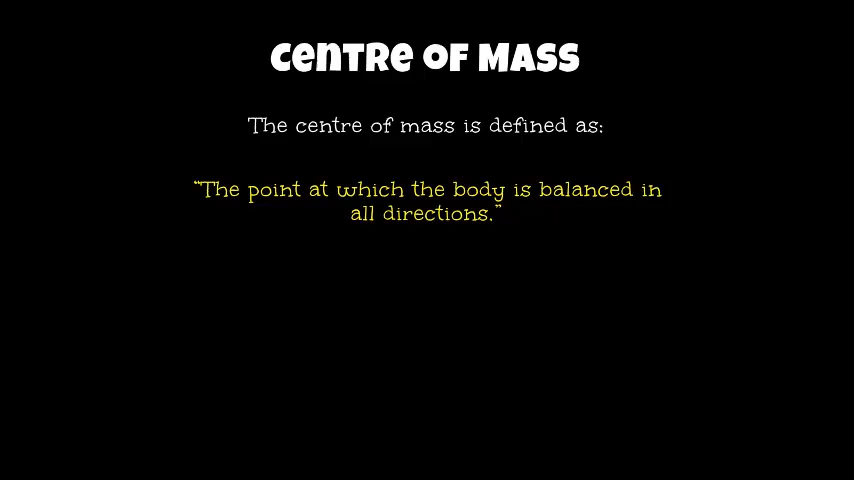 Centre of Mass
The centre of mass is defined as:
“The point at which the body is balanced in
all directions.”